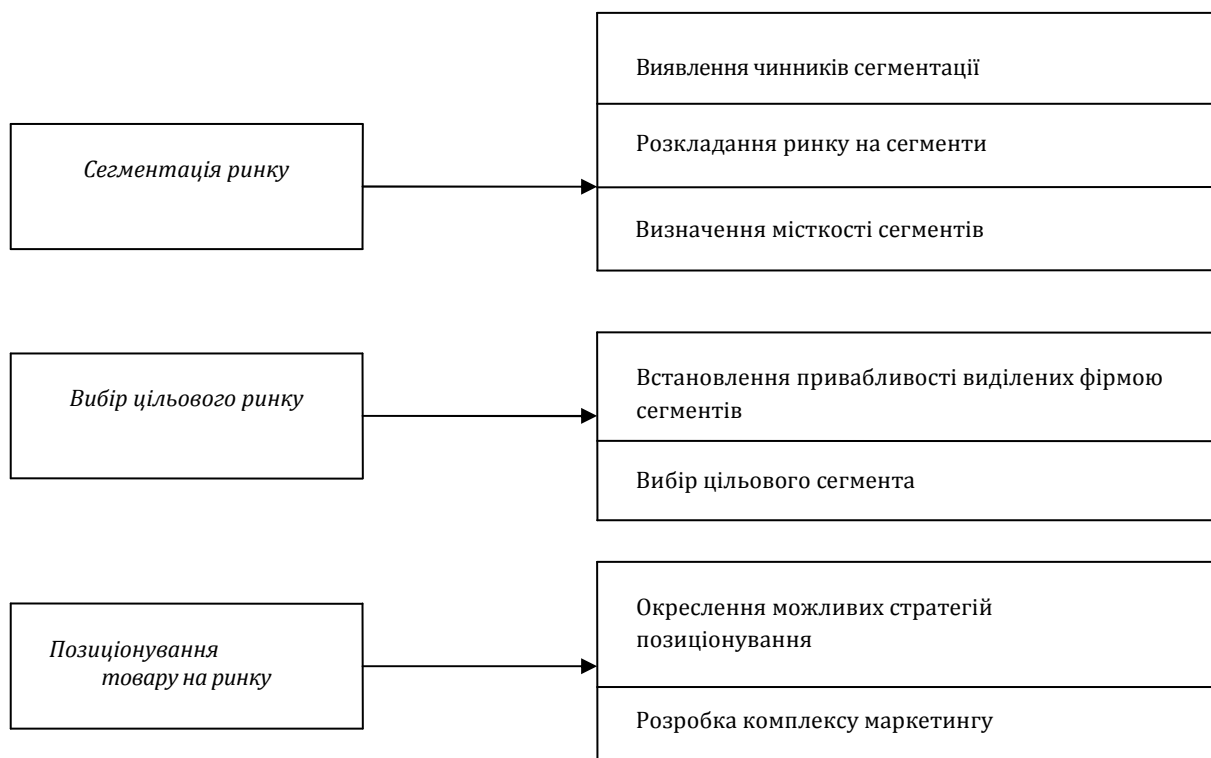 Сегментація ринку
Виявлення чинників сегментації
Розкладання ринку на сегменти
Визначення місткості сегментів
Вибір цільового ринку
Встановлення привабливості виділених фірмою
сегментів
Вибір цільового сегмента
Позиціонування
товару на ринку
Окреслення можливих стратегій
позиціонування
Розробка комплексу маркетингу